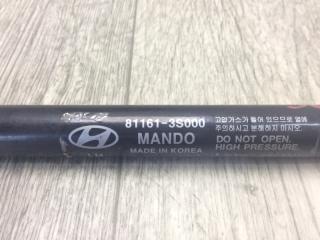 81161-3S000
MANDO
MADE IN KOREA
고압가스가 들어 있으므로 열에
주의하시고 분해하지 마시오.
DO NOT OPEN.
HIGH PRESSURE.